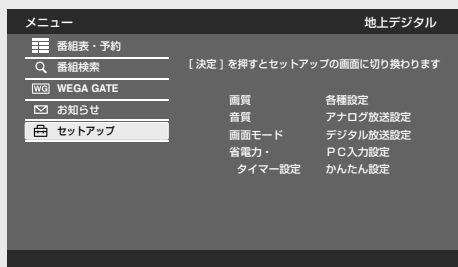 メニュー
地上デジタル
番組表・予約
番組検索
WG WEGA GATE
お知らせ
セットアップ
[ 決定 ] を押すとセットアップの画面に切り換わります
画質
音質
画面モード
省電力・
タイマー設定
各種設定
アナログ放送設定
デジタル放送設定
ＰＣ入力設定
かんたん設定